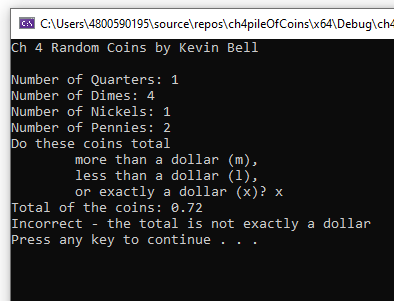 C:\Users\4800590195\source\repos\ch4pileOfCoins\x64\Debug\ch4
Ch 4 Random Coins by Kevin Bell
Number of Quarters: 1
Number of Dimes: 4
Number of Nickels: 1
Number of Pennies: 2
Do these coins total
more than a dollar (m),
less than a dollar (l),
or exactly a dollar (x)? x
Total of the coins: 0.72
Incorrect - the total is not exactly a dollar
Press any key to continue . . .